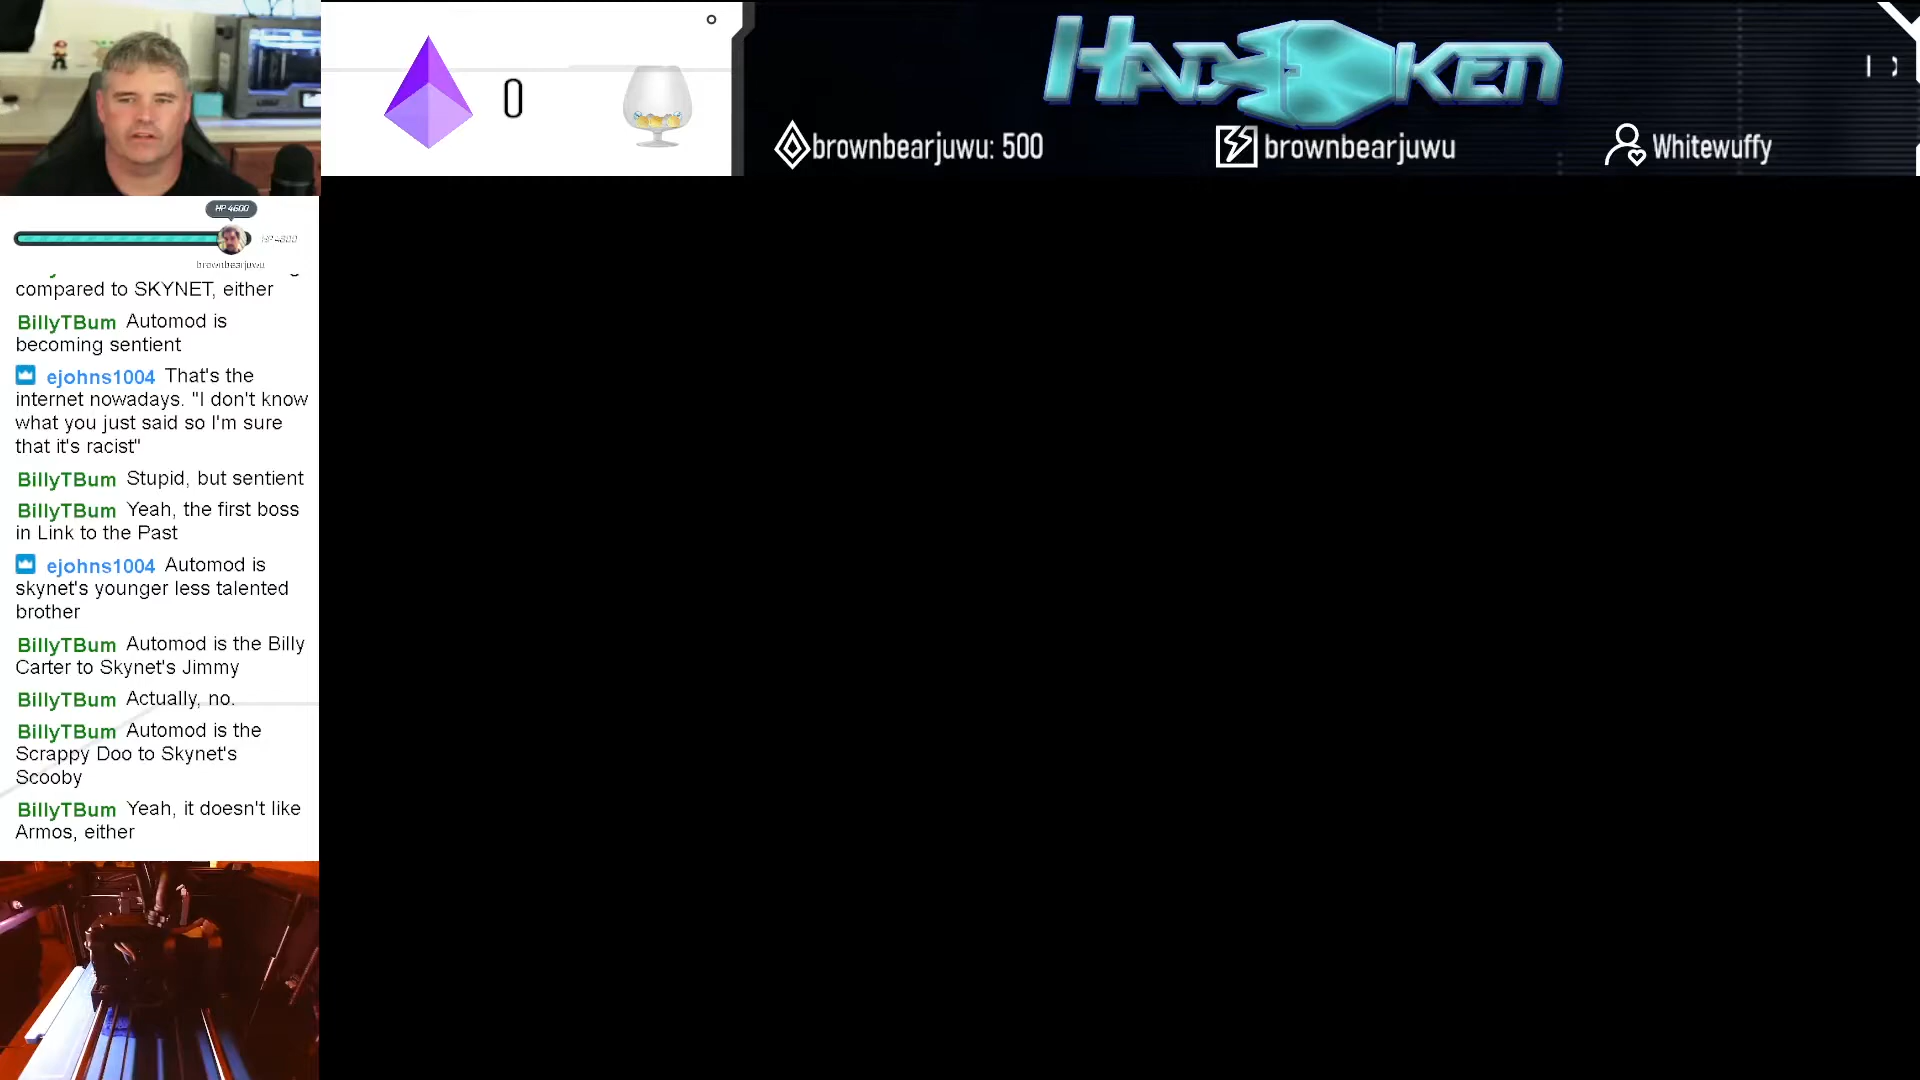 0
HADOKEN
brownbearjuwu: 500
brownbearjuwu
Whitewuffy
HP 4600
HP 4800
brownbearjuwu
compared to SKYNET, either
BillyTBum Automod is
becoming sentient
ejohns1004 That's the
internet nowadays. "I don't know
what you just said so I'm sure
that it's racist"
BillyTBum Stupid, but sentient
BillyTBum Yeah, the first boss
in Link to the Past
ejohns1004 Automod is
skynet's younger less talented
brother
BillyTBum Automod is the Billy
Carter to Skynet's Jimmy
BillyTBum Actually, no.
BillyTBum Automod is the
Scrappy Doo to Skynet's
Scooby
BillyTBum Yeah, it doesn't like
Armos, either